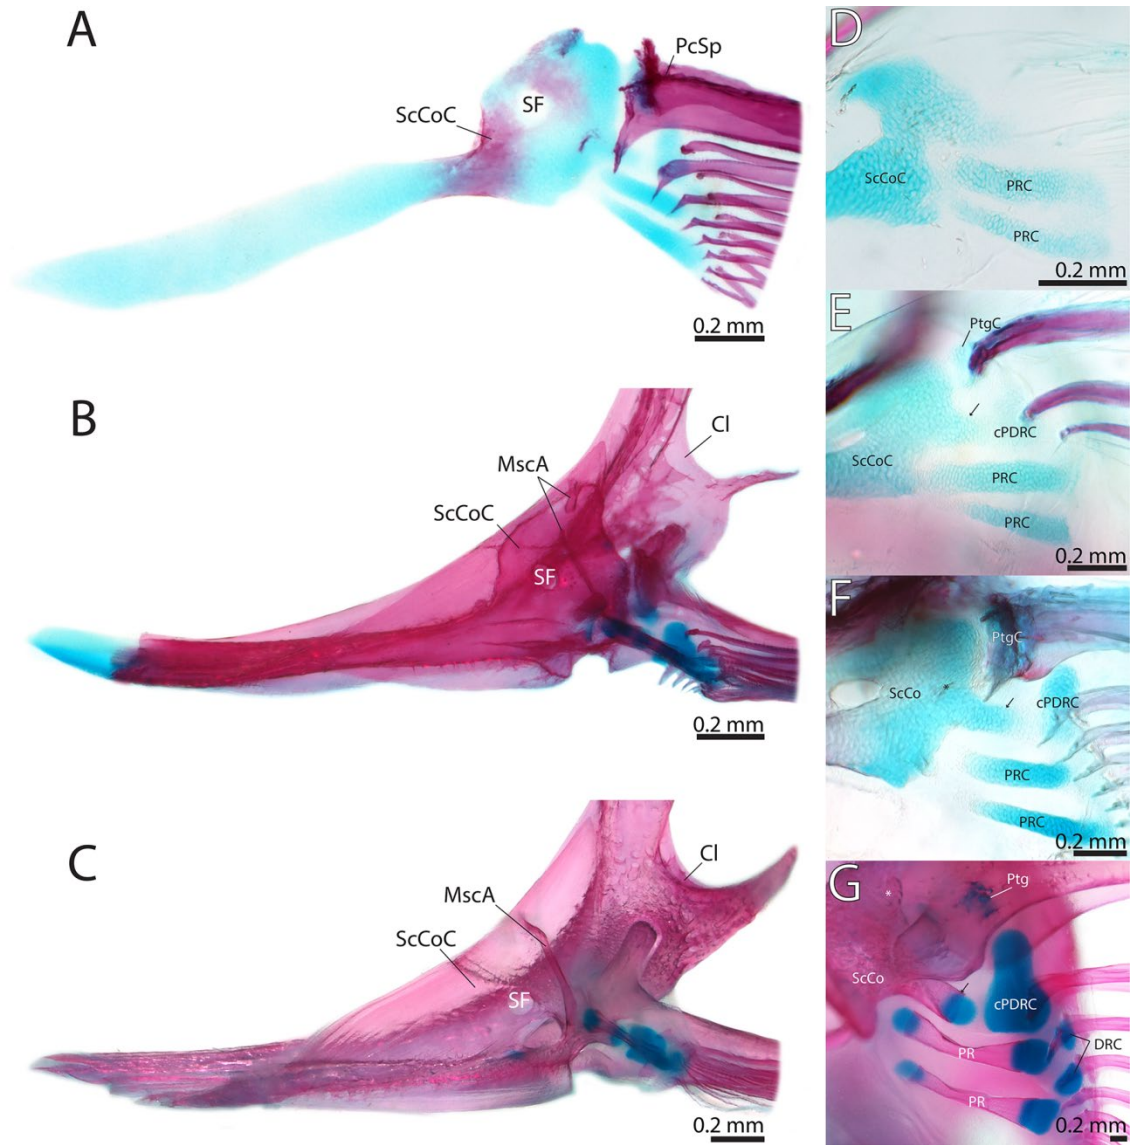 A
PcSp
SF
ScCoC
0.2 mm
B
Cl
MscA
ScCoC
SF
0.2 mm
C
Cl
MscA
ScCoC
SF
0.2 mm
D
ScCoC
PRC
PRC
0.2 mm
E
PtgC
cPDRC
ScCoC
PRC
PRC
0.2 mm
F
PtgC
ScCo
cPDRC
PRC
PRC
0.2 mm
G
*
Ptg
ScCo
cPDRC
DRC
PR
PR
0.2 mm